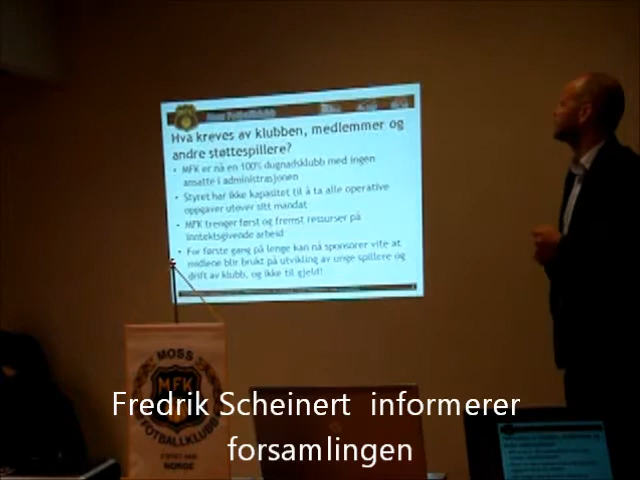 Moss Fotballklubb
Hva kreves av klubben, medlemmer og
andre støttespillere?
• MFK er nå en 100% dugnadsklubb med ingen
ansatte i administrasjonen
• Styret har ikke kapasitet til å ta alle operative
oppgaver utover sitt mandat
• MFK trenger først og fremst ressurser på
inntektsgivende arbeid
• For første gang på lenge kan nå sponsorer vite at
midlene blir brukt på utvikling av unge spillere og
drift av klubb, og ikke til gjeld!
MOSS
MFK
FOTBALLKLUBB
NORGE
Fredrik Scheinert informerer
forsamlingen